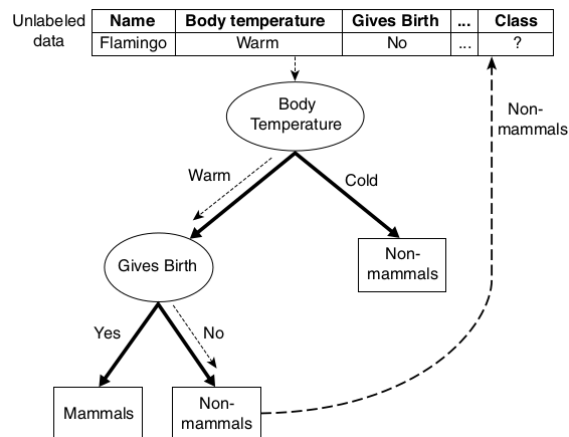 Unlabeled
data
Name Body temperature Gives Birth ... Class
Flamingo Warm No ... ?
Body
Temperature
Non-
mammals
Warm
Cold
Gives Birth
Non-
mammals
Yes
No
Mammals
Non-
mammals